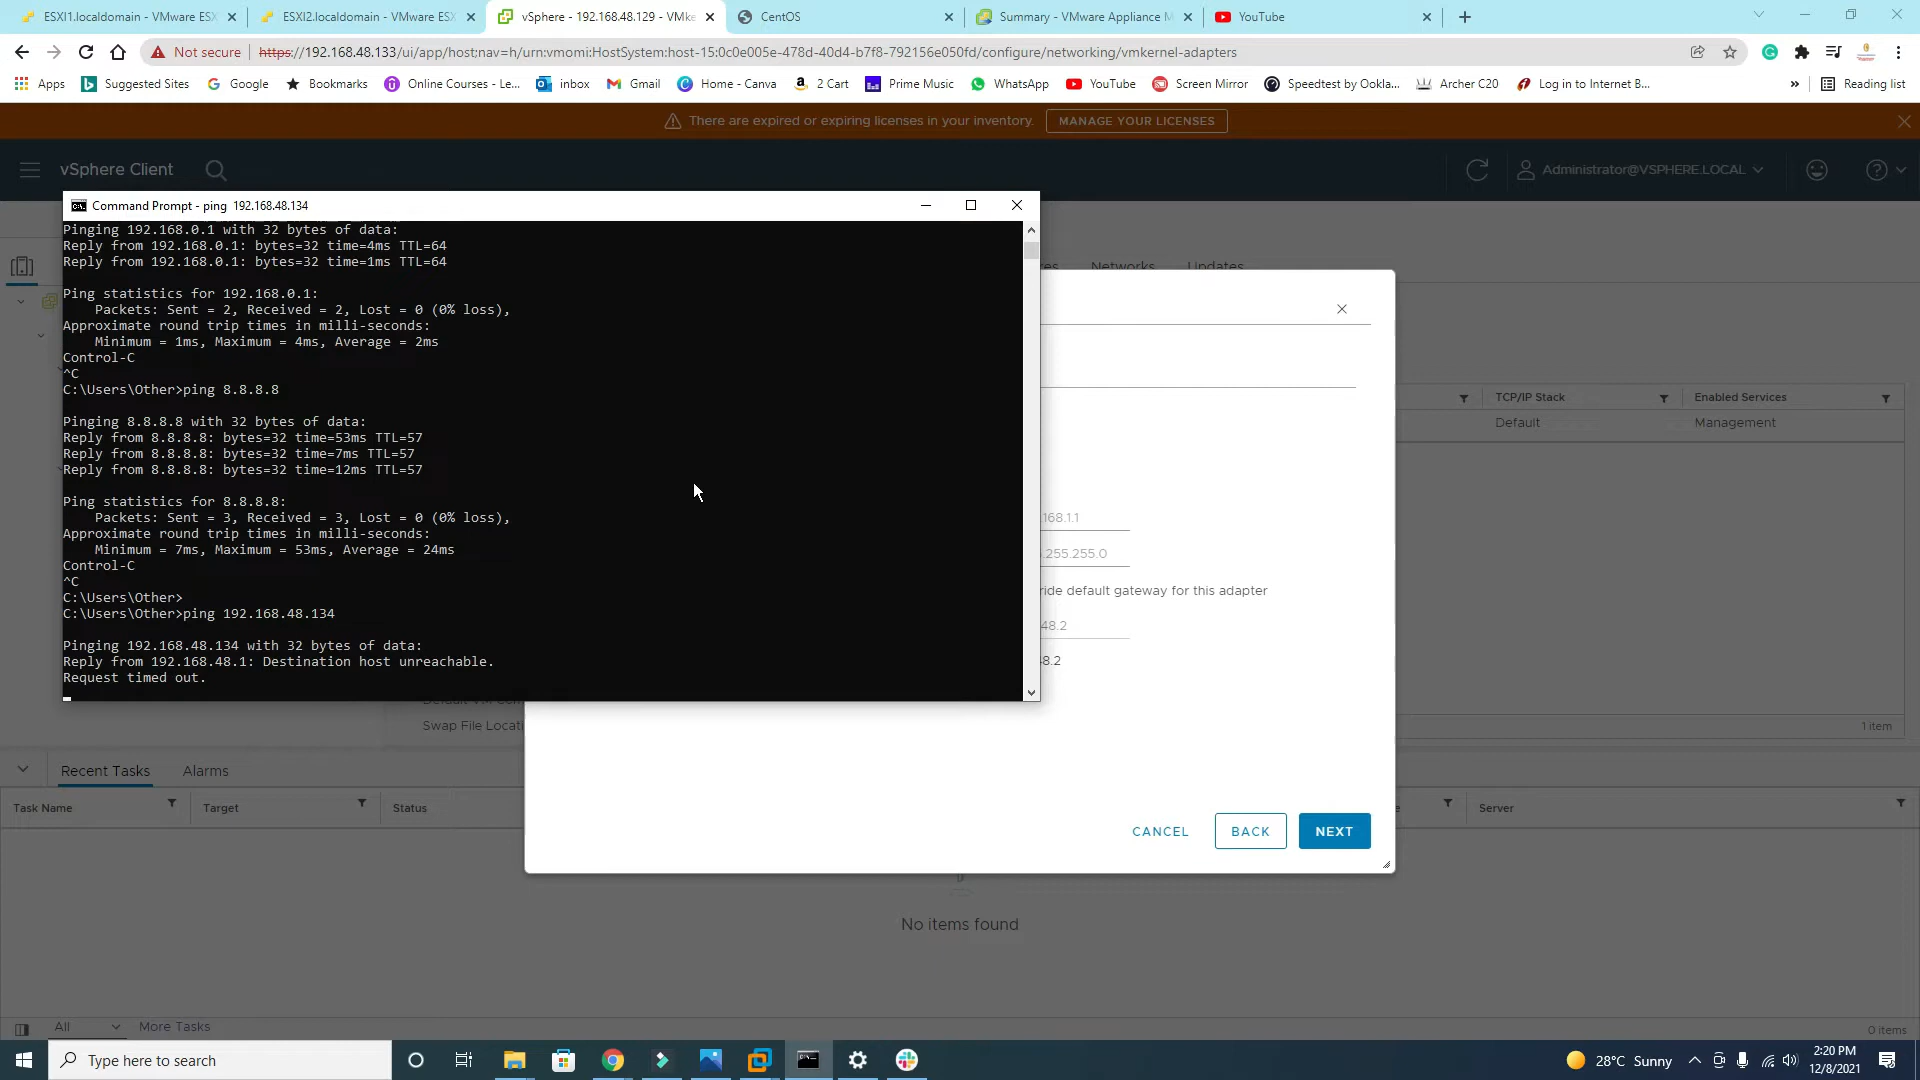 ESXI1.localdomain - VMware ESX
ESXI2.localdomain - VMware ESX
vSphere - 192.168.48.129 - VMke
CentOS
Summary - VMware Appliance M
YouTube
Not secure
https://192.168.48.133/ui/app/host;nav=h/urn:vmomi:HostSystem:host-15:0c0e005e-478d-40d4-b7f8-792156e050fd/configure/networking/vmkernel-adapters
Apps
Suggested Sites
Google
Bookmarks
Online Courses - Le...
inbox
Gmail
Home - Canva
2 Cart
Prime Music
WhatsApp
YouTube
Screen Mirror
Speedtest by Ookla...
Archer C20
Log in to Internet B...
»
Reading list
There are expired or expiring licenses in your inventory.
MANAGE YOUR LICENSES
vSphere Client
Administrator@VSPHERE.LOCAL
Command Prompt - ping 192.168.48.134
Pinging 192.168.0.1 with 32 bytes of data:
Reply from 192.168.0.1: bytes=32 time=4ms TTL=64
Reply from 192.168.0.1: bytes=32 time=1ms TTL=64
Ping statistics for 192.168.0.1:
Packets: Sent = 2, Received = 2, Lost = 0 (0% loss),
Approximate round trip times in milli-seconds:
Minimum = 1ms, Maximum = 4ms, Average = 2ms
Control-C
^C
C:\Users\Other>ping 8.8.8.8
Pinging 8.8.8.8 with 32 bytes of data:
Reply from 8.8.8.8: bytes=32 time=53ms TTL=57
Reply from 8.8.8.8: bytes=32 time=7ms TTL=57
Reply from 8.8.8.8: bytes=32 time=12ms TTL=57
Ping statistics for 8.8.8.8:
Packets: Sent = 3, Received = 3, Lost = 0 (0% loss),
Approximate round trip times in milli-seconds:
Minimum = 7ms, Maximum = 53ms, Average = 24ms
Control-C
^C
C:\Users\Other>
C:\Users\Other>ping 192.168.48.134
Pinging 192.168.48.134 with 32 bytes of data:
Reply from 192.168.48.1: Destination host unreachable.
Request timed out.
Networks
Updates
TCP/IP Stack
Enabled Services
Default
Management
.168.1.1
.255.255.0
ride default gateway for this adapter
48.2
48.2
Swap File Locati
1 item
CANCEL
BACK
NEXT
Recent Tasks
Alarms
Task Name
Target
Status
Server
No items found
All
More Tasks
0 items
Type here to search
28°C Sunny
2:20 PM
12/8/2021